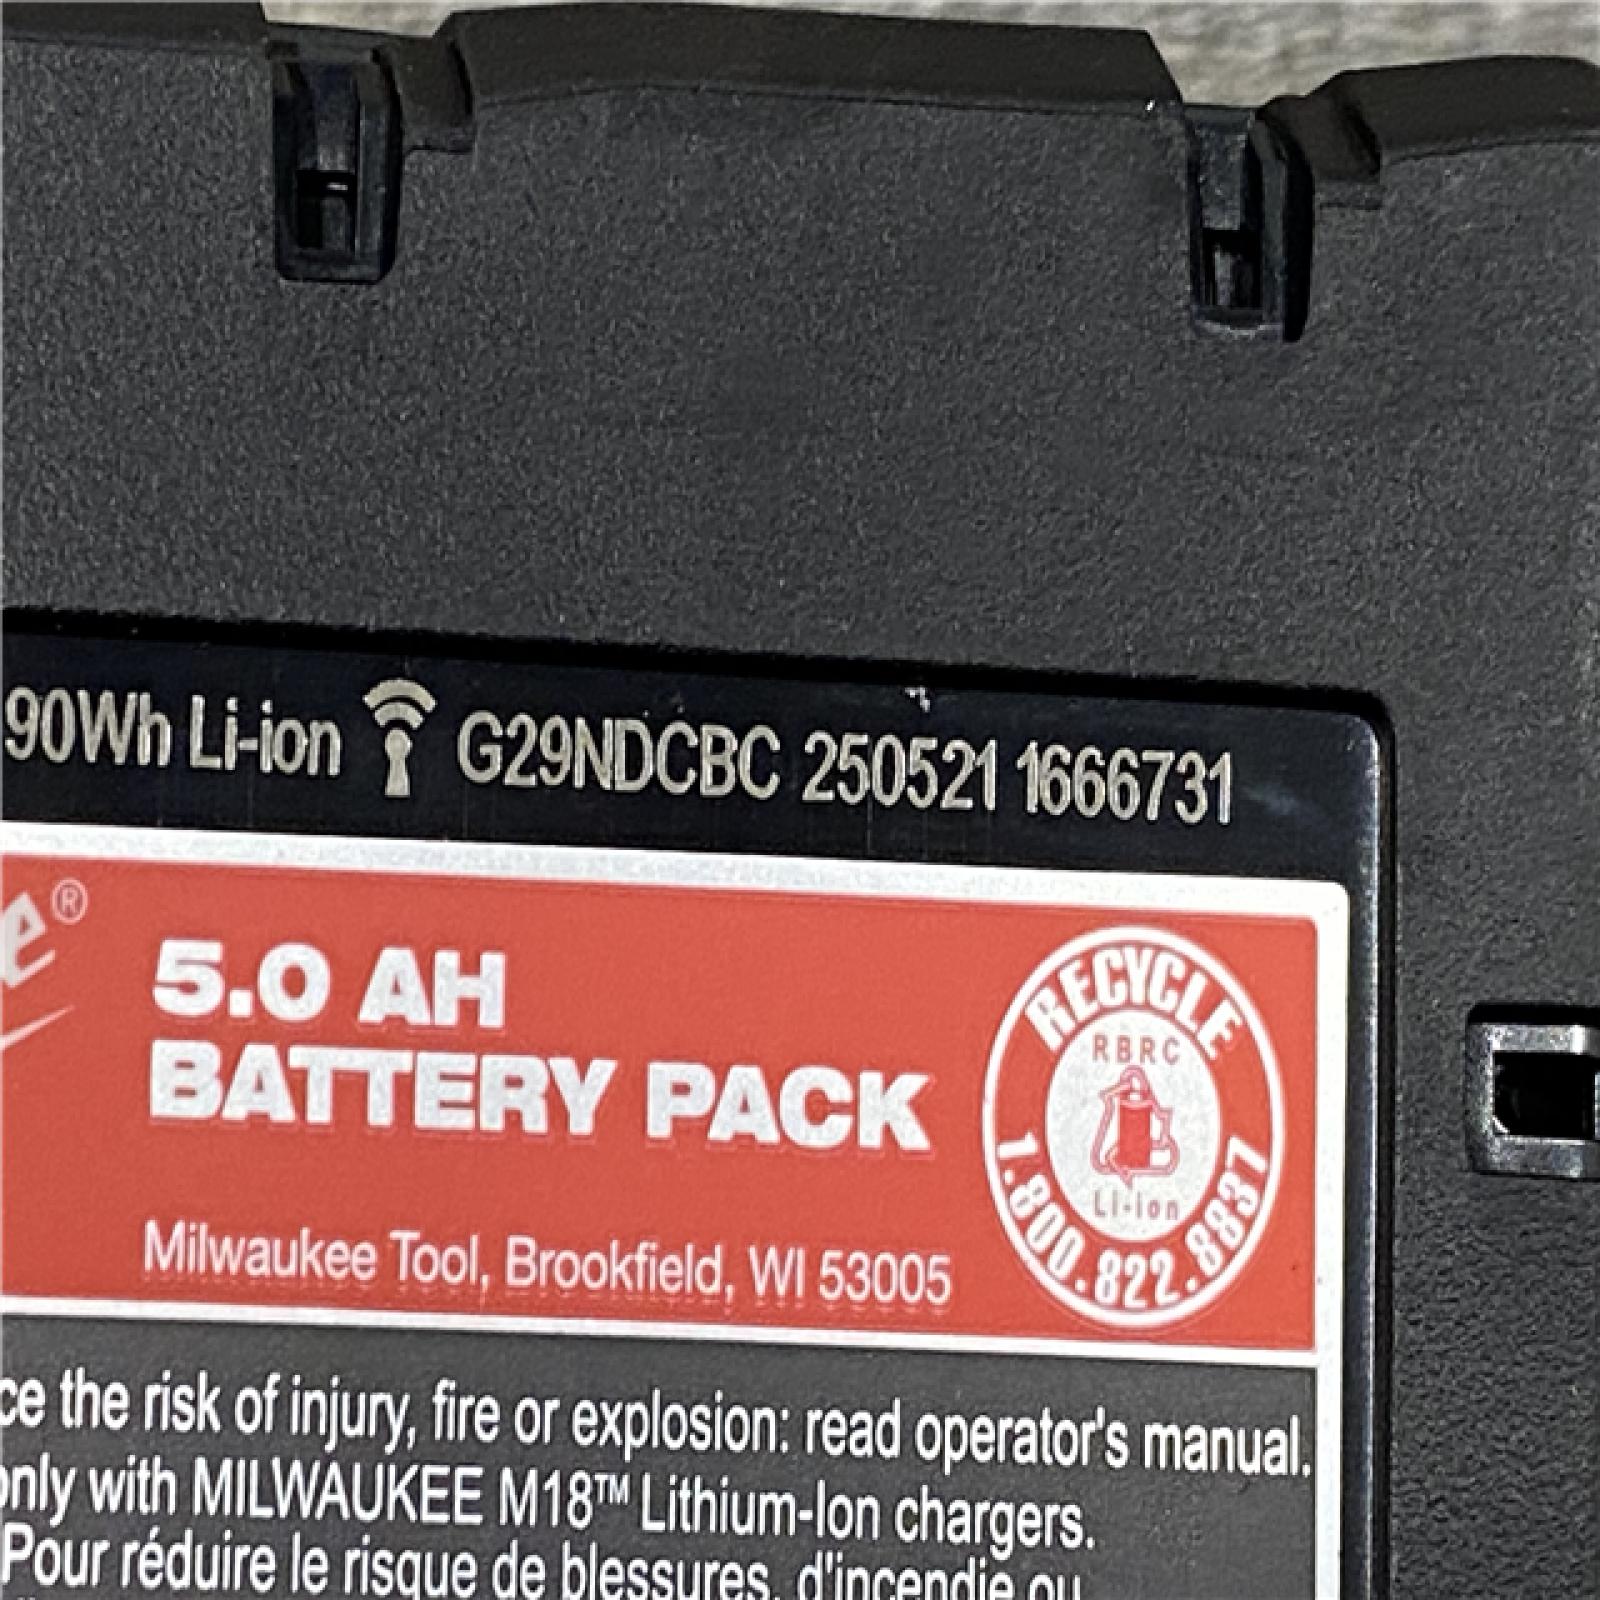 90Wh Li-ion G29NDCBC 250521 1666731
®
5.0 AH
BATTERY PACK
Milwaukee Tool, Brookfield, WI 53005
RECYCLE
RBRC
Li-ion
1.800.822.8837
the risk of injury, fire or explosion: read operator's manual.
only with MILWAUKEE M18™ Lithium-Ion chargers.
Pour réduire le risque de blessures, d'incendie ou